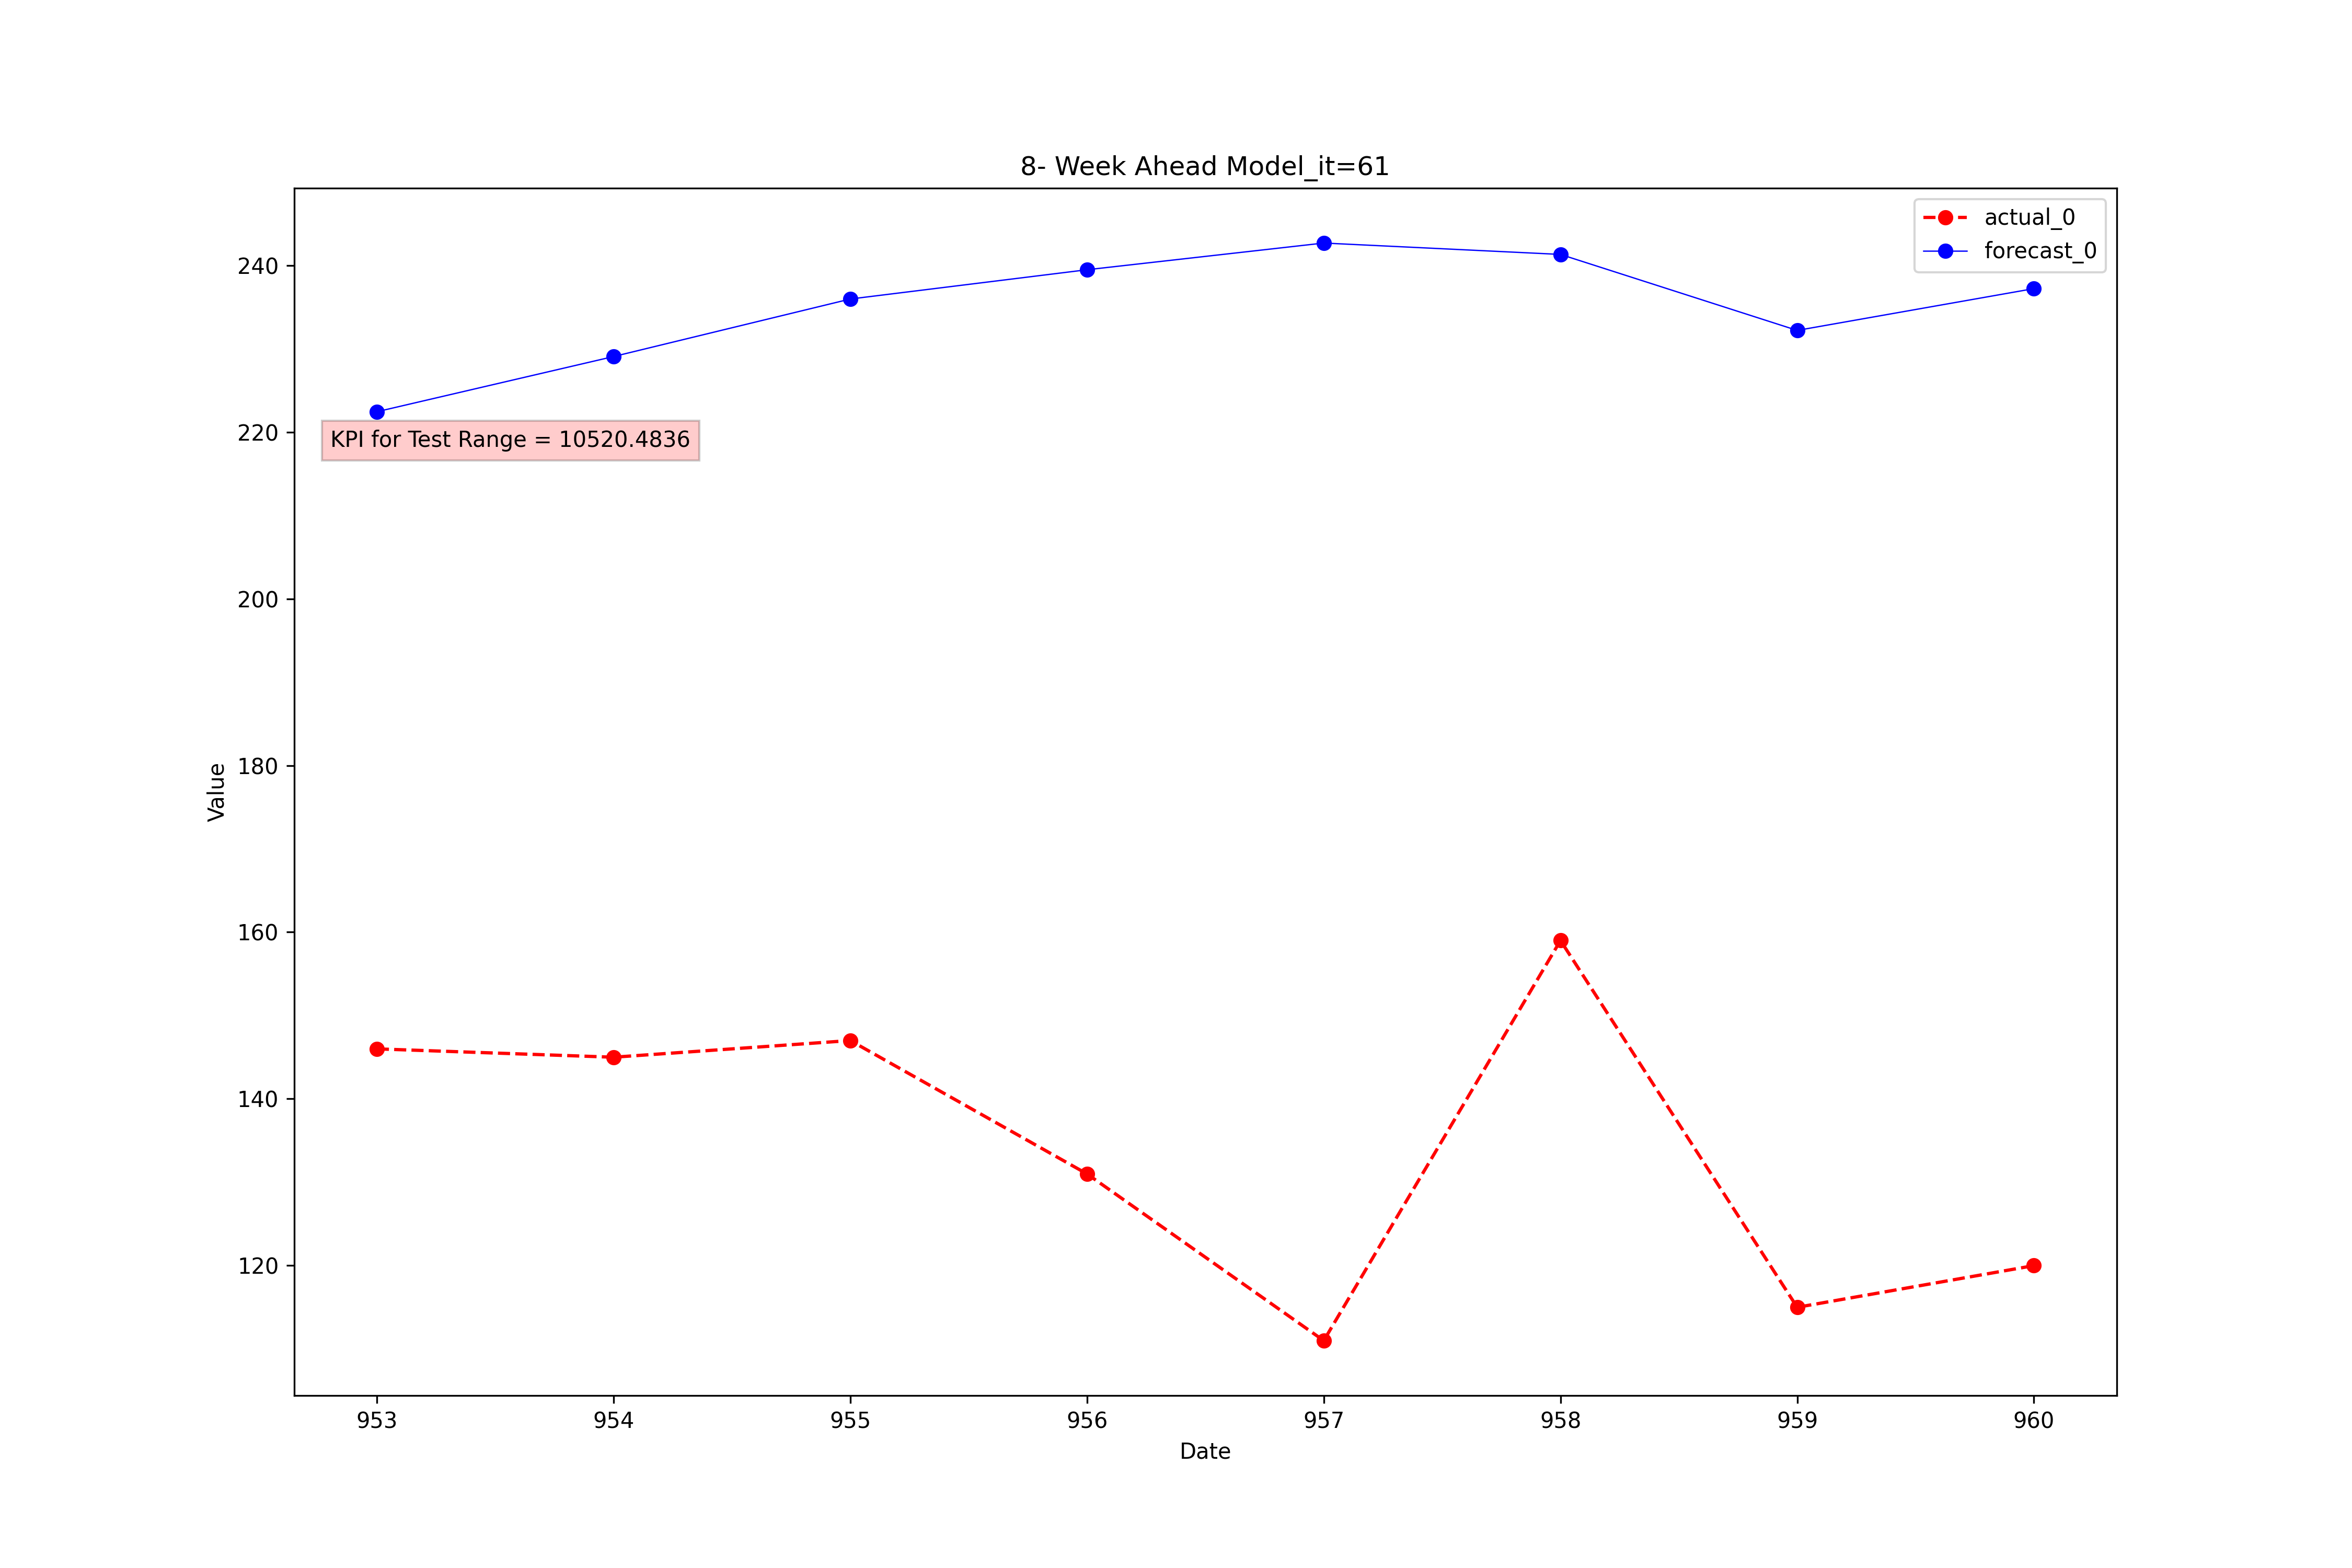 8- Week Ahead Model_it=61
actual_0
forecast_0
KPI for Test Range = 10520.4836
240
220
200
180
160
140
120
Value
953 954 955 956 957 958 959 960
Date